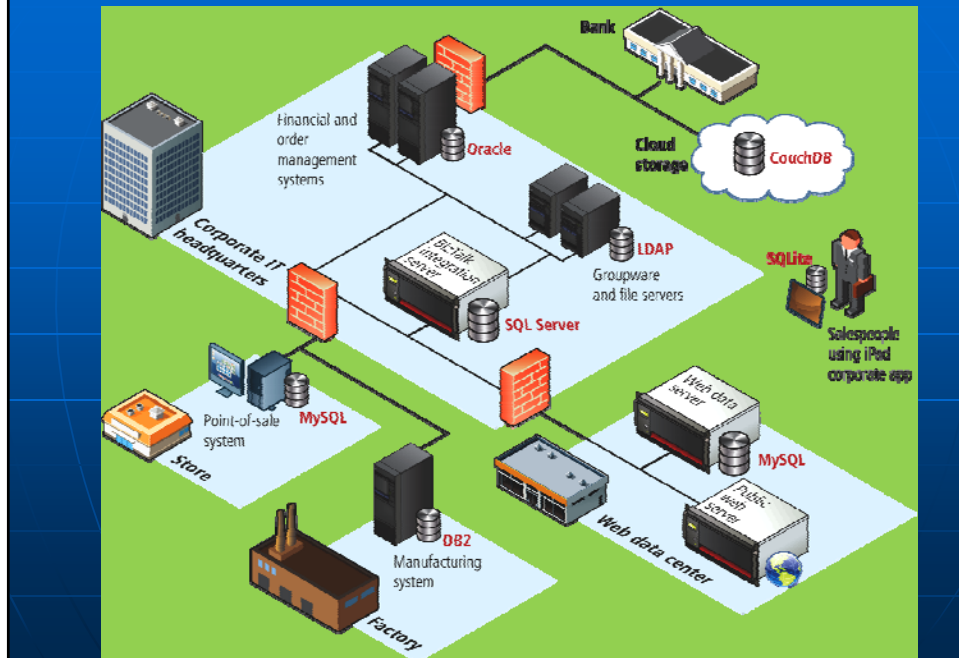 Bank
Financial and
order
management
systems
Oracle
Cloud
storage
CouchDB
Corporate IT
headquarters
BizTalk
integration
server
SQL Server
LDAP
Groupware
and file servers
SQLite
Salespeople
using iPad
corporate app
Point-of-sale
system
MySQL
Store
Web data
server
MySQL
Public
web
server
Web data center
DB2
Manufacturing
system
Factory